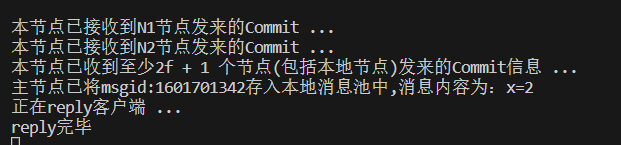 本节点已接收到N1节点发来的Commit ...
本节点已接收到N2节点发来的Commit ...
本节点已收到至少2f + 1 个节点(包括本地节点)发来的Commit信息 ...
主节点已将msgid:1601701342存入本地消息池中,消息内容为：x=2
正在reply客户端 ...
reply完毕